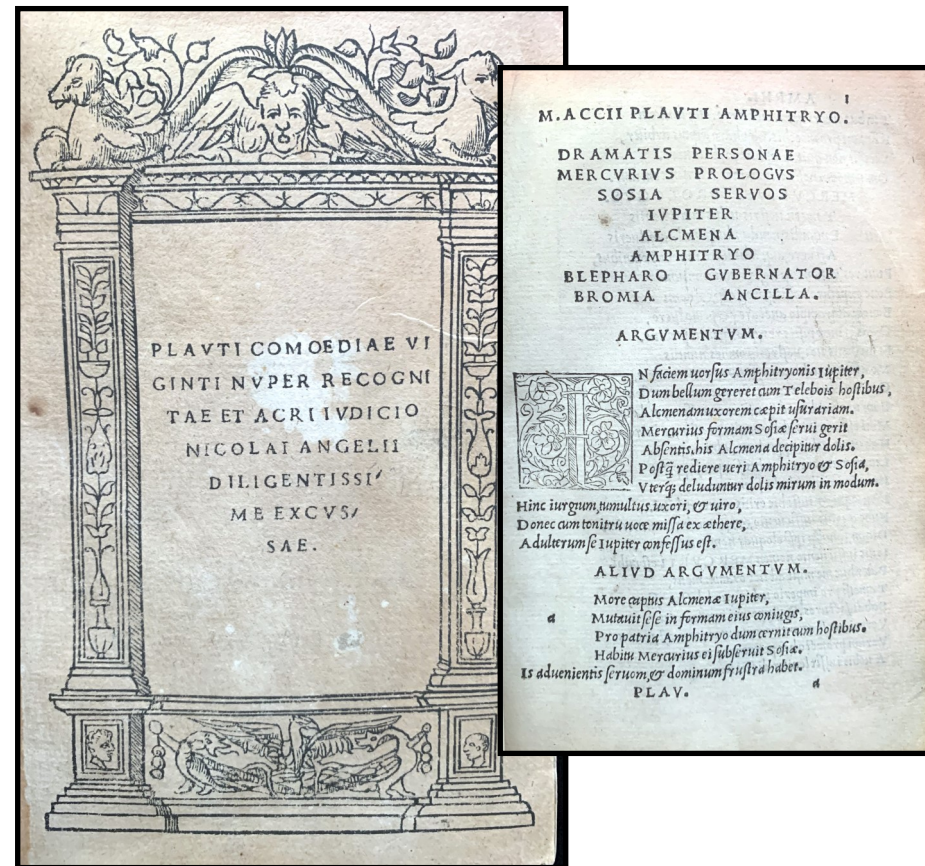 PLAVTI COMOEDIAE VI
GINTI NVPER RECOGNI
TAE ET ACRI IVDICIO
NICOLAI ANGELII
DILIGENTISSI/
ME EXCVS/
SAE.
1
M. ACCII PLAVTI AMPHITRYO.
DRAMATIS PERSONAE
MERCVRIVS PROLOGVS
SOSIA SERVOS
IVPITER
ALCMENA
AMPHITRYO
BLEPHARO GVBERNATOR
BROMIA ANCILLA.
ARGVMENTVM.
IN faciem uorſus Amphitryonis Iupiter,
Dum bellum gereret cum Telebois hoſtibus,
Alcmenam uxorem cæpit uſurariam.
Mercurius formam Soſiæ ſerui gerit
Abſentis, his Alcmena decipitur dolis.
Poſtq̃ rediere ueri Amphitryo & Soſia,
Vterq; deluduntur dolis mirum in modum.
Hinc iurgum, tumultus uxori, & uiro,
Donec cum tonitru uoce miſſa ex æthere,
Adulterum ſe Iupiter confeſſus eſt.
ALIVD ARGVMENTVM.
More captus Alcmenæ Iupiter,
a Mutauit ſeſe in formam eius coniugis,
Pro patria Amphitryo dum cernit cum hoſtibus.
Habitu Mercurius ei ſubſeruit Soſiæ.
Is aduenientis ſeruom, & dominum fruſtra habet.
PLAV. a